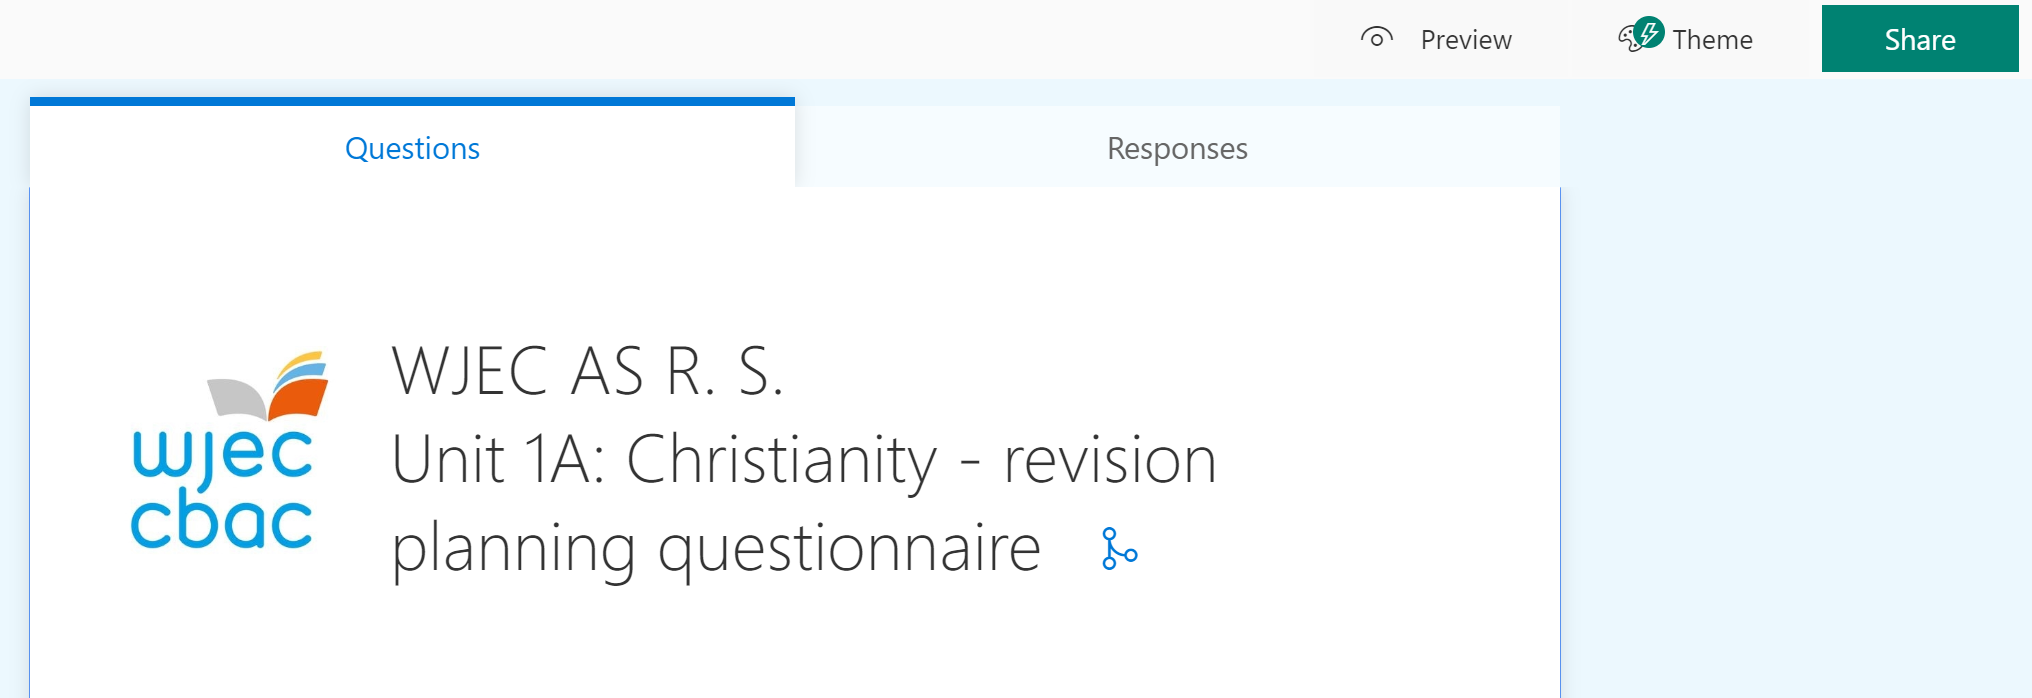 Preview
Theme
Share
Questions
Responses
wjec
cbac
WJEC AS R. S.
Unit 1A: Christianity - revision
planning questionnaire